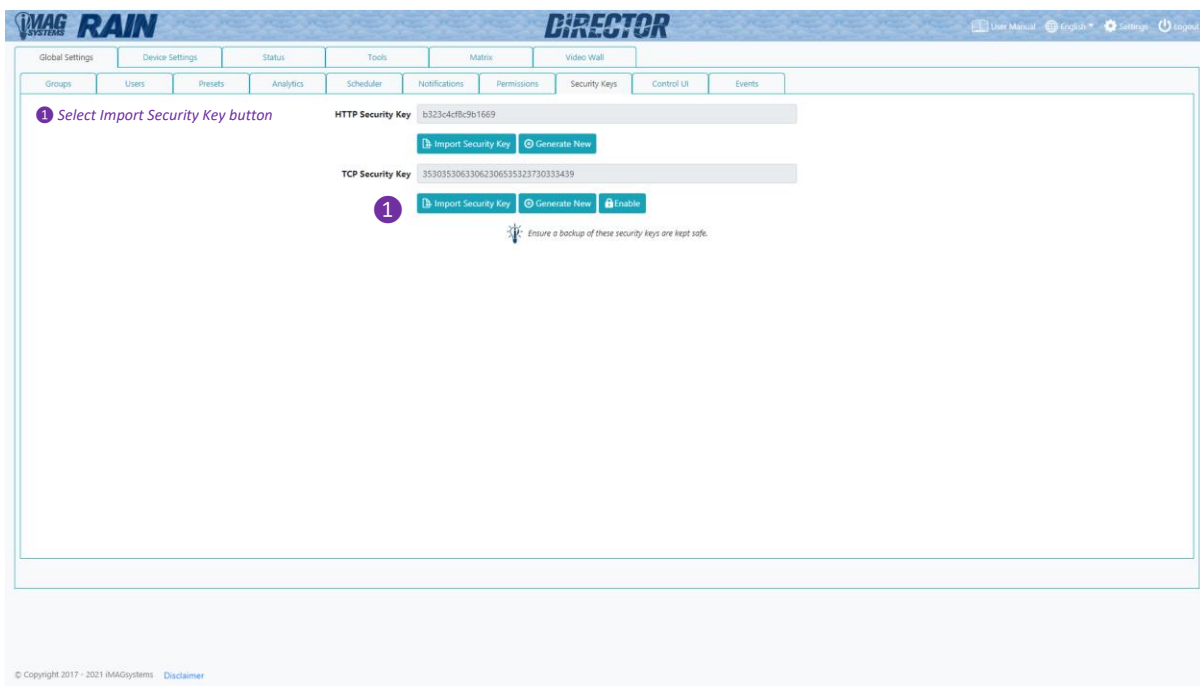 iMAG SYSTEMS RAIN DiRECTOR User Manual English Settings Logout
Global Settings Device Settings Status Tools Matrix Video Wall
Groups Users Presets Analytics Scheduler Notifications Permissions Security Keys Control UI Events
1 Select Import Security Key button
HTTP Security Key b323c4cf8c9b1669
Import Security Key Generate New
TCP Security Key 35303530633062306535323730333439
1 Import Security Key Generate New Enable
Ensure a backup of these security keys are kept safe.
© Copyright 2017 - 2021 iMAGsystems Disclaimer